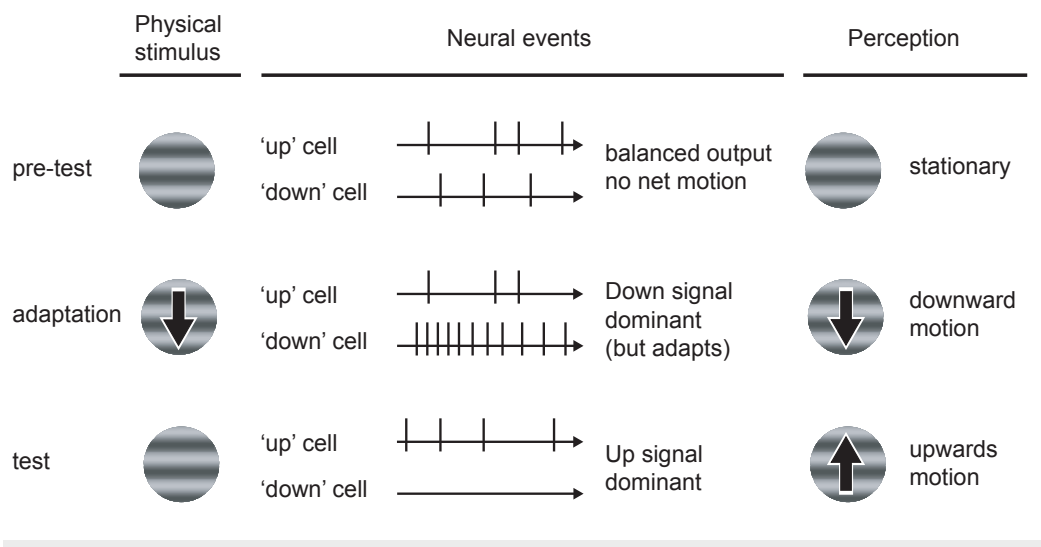 Physical
stimulus
Neural events
Perception
pre-test
‘up’ cell
‘down’ cell
balanced output
no net motion
stationary
adaptation
‘up’ cell
‘down’ cell
Down signal
dominant
(but adapts)
downward
motion
test
‘up’ cell
‘down’ cell
Up signal
dominant
upwards
motion